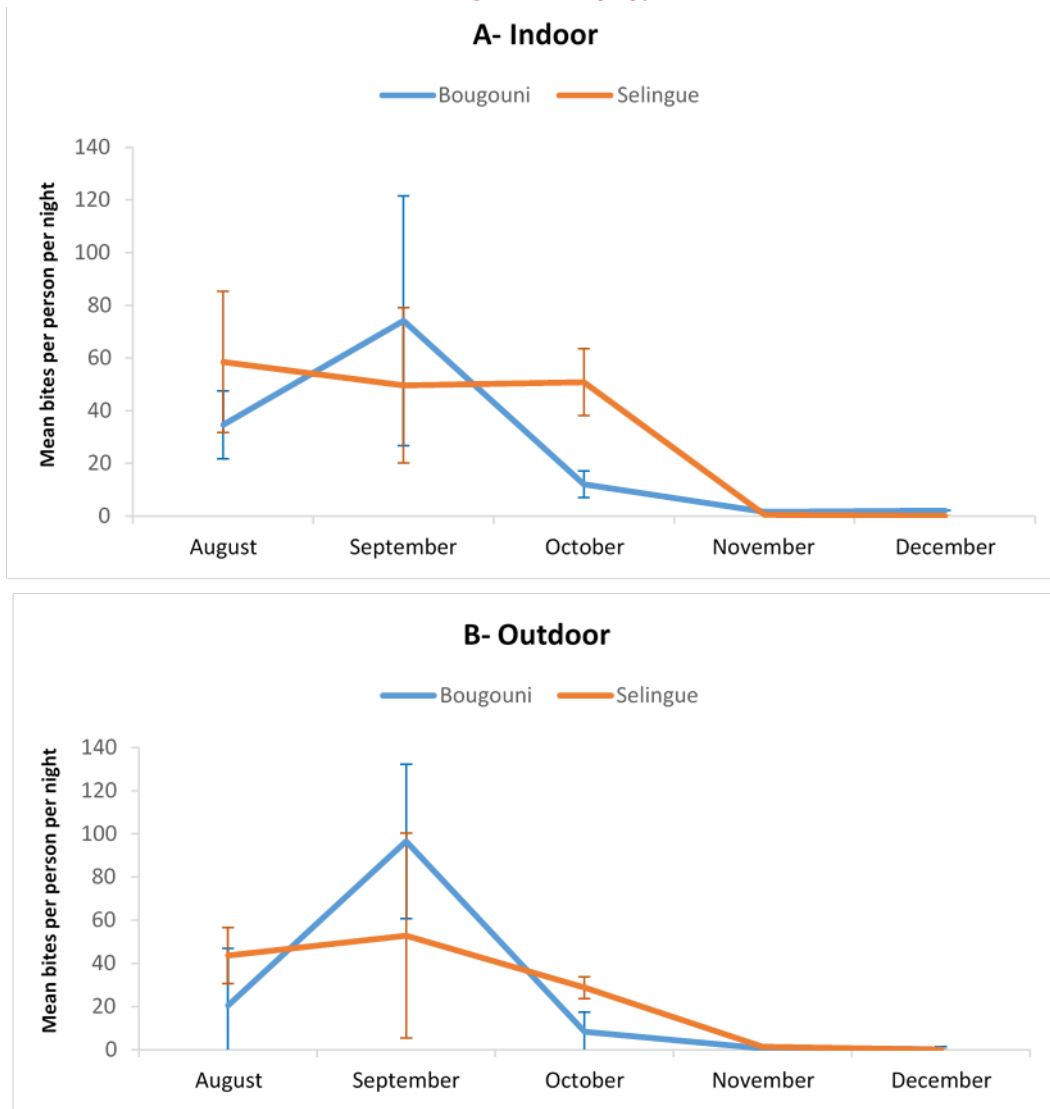 A- Indoor
Bougouni Selingue
Mean bites per person per night
140
120
100
80
60
40
20
0
August September October November December
B- Outdoor
Bougouni Selingue
Mean bites per person per night
140
120
100
80
60
40
20
0
August September October November December